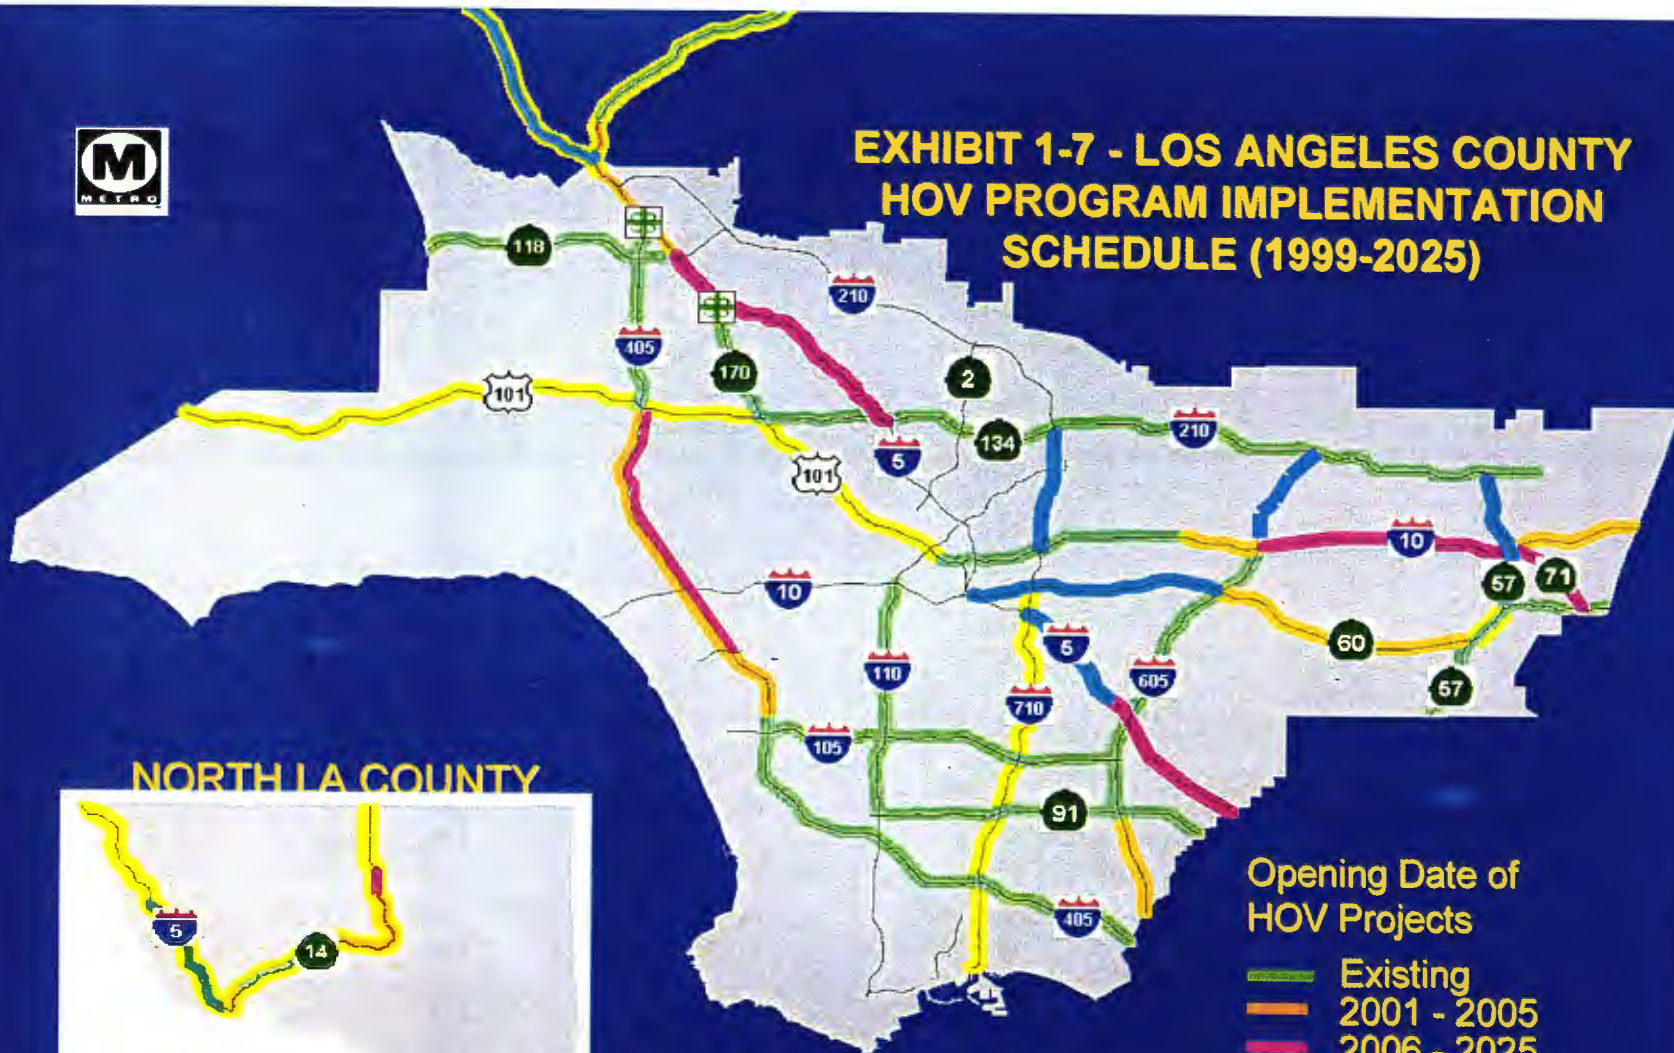 M
METRO
EXHIBIT 1-7 - LOS ANGELES COUNTY
HOV PROGRAM IMPLEMENTATION
SCHEDULE (1999-2025)
118
210
405
170
2
101
134
210
5
101
10
10
57
71
5
60
110
605
57
710
105
91
405
NORTH LA COUNTY
5
14
Opening Date of
HOV Projects
Existing
2001 - 2005
2006 - 2025